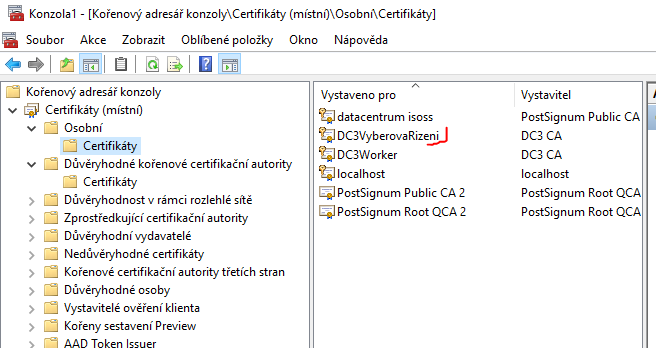 Konzola1 - [Kořenový adresář konzoly\Certifikáty (místní)\Osobní\Certifikáty]
Soubor Akce Zobrazit Oblíbené položky Okno Nápověda
Kořenový adresář konzoly
Certifikáty (místní)
Osobní
Certifikáty
Důvěryhodné kořenové certifikační autority
Certifikáty
Důvěryhodnost v rámci rozlehlé sítě
Zprostředkující certifikační autority
Důvěryhodní vydavatelé
Nedůvěryhodné certifikáty
Kořenové certifikační autority třetích stran
Důvěryhodné osoby
Vystavitelé ověření klienta
Kořeny sestavení Preview
AAD Token Issuer
Vystaveno pro Vystavitel
datacentrum isoss PostSignum Public CA
DC3VyberovaRizeni DC3 CA
DC3Worker DC3 CA
localhost localhost
PostSignum Public CA 2 PostSignum Root QCA
PostSignum Root QCA 2 PostSignum Root QCA
A